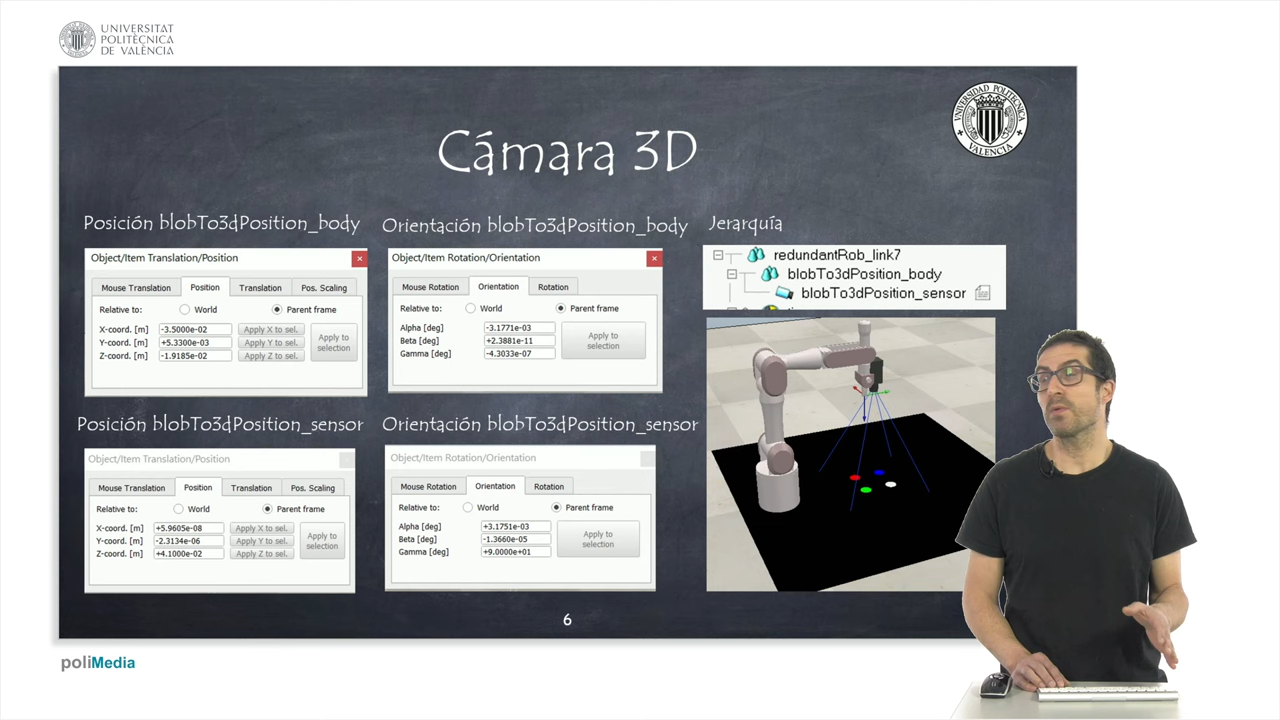 UNIVERSITAT
POLITÈCNICA
DE VALÈNCIA
UNIVERSIDAD POLITECNICA
VALENCIA
Cámara 3D
Posición blobTo3dPosition_body
Object/Item Translation/Position
Mouse Translation Position Translation Pos. Scaling
Relative to: World Parent frame
X-coord. [m] -3.5000e-02 Apply X to sel.
Y-coord. [m] +5.3300e-03 Apply Y to sel.
Z-coord. [m] -1.9185e-02 Apply Z to sel.
Apply to
selection
Orientación blobTo3dPosition_body
Object/Item Rotation/Orientation
Mouse Rotation Orientation Rotation
Relative to: World Parent frame
Alpha [deg] -3.1771e-03
Beta [deg] +2.3881e-11
Gamma [deg] -4.3033e-07
Apply to
selection
Jerarquía
redundantRob_link7
blobTo3dPosition_body
blobTo3dPosition_sensor
Posición blobTo3dPosition_sensor
Object/Item Translation/Position
Mouse Translation Position Translation Pos. Scaling
Relative to: World Parent frame
X-coord. [m] +5.9605e-08 Apply X to sel.
Y-coord. [m] -2.3134e-06 Apply Y to sel.
Z-coord. [m] +4.1000e-02 Apply Z to sel.
Apply to
selection
Orientación blobTo3dPosition_sensor
Object/Item Rotation/Orientation
Mouse Rotation Orientation Rotation
Relative to: World Parent frame
Alpha [deg] +3.1751e-03
Beta [deg] -1.3660e-05
Gamma [deg] +9.0000e+01
Apply to
selection
6
poliMedia